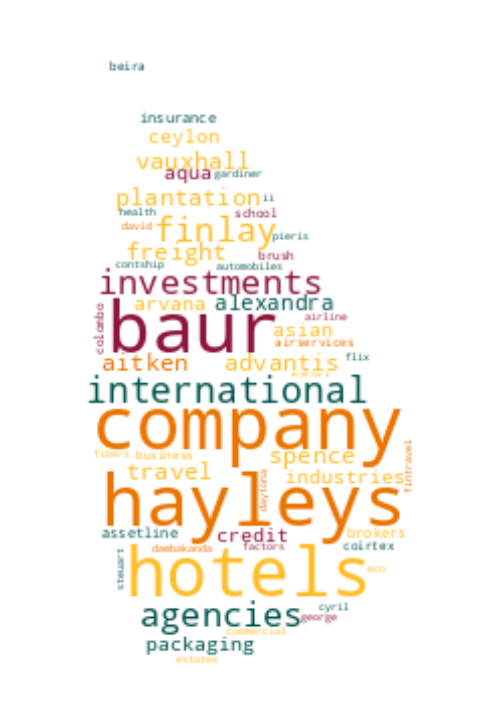 beira
insurance
ceylon
vauxhall
aqua gardiner
plantation ii
health school
david finlay pieris
freight brush
contship automobiles
investments
arvana alexandra
colombo baur airline
asian
airservices
aitken advantis flix
international
company
fibers business spence
travel industries fintravel
hayleys daytona
assetline credit brokers
dambakanda factors coirtex
steuart hotels eco
agencies cyril
george
commercial
packaging
estates